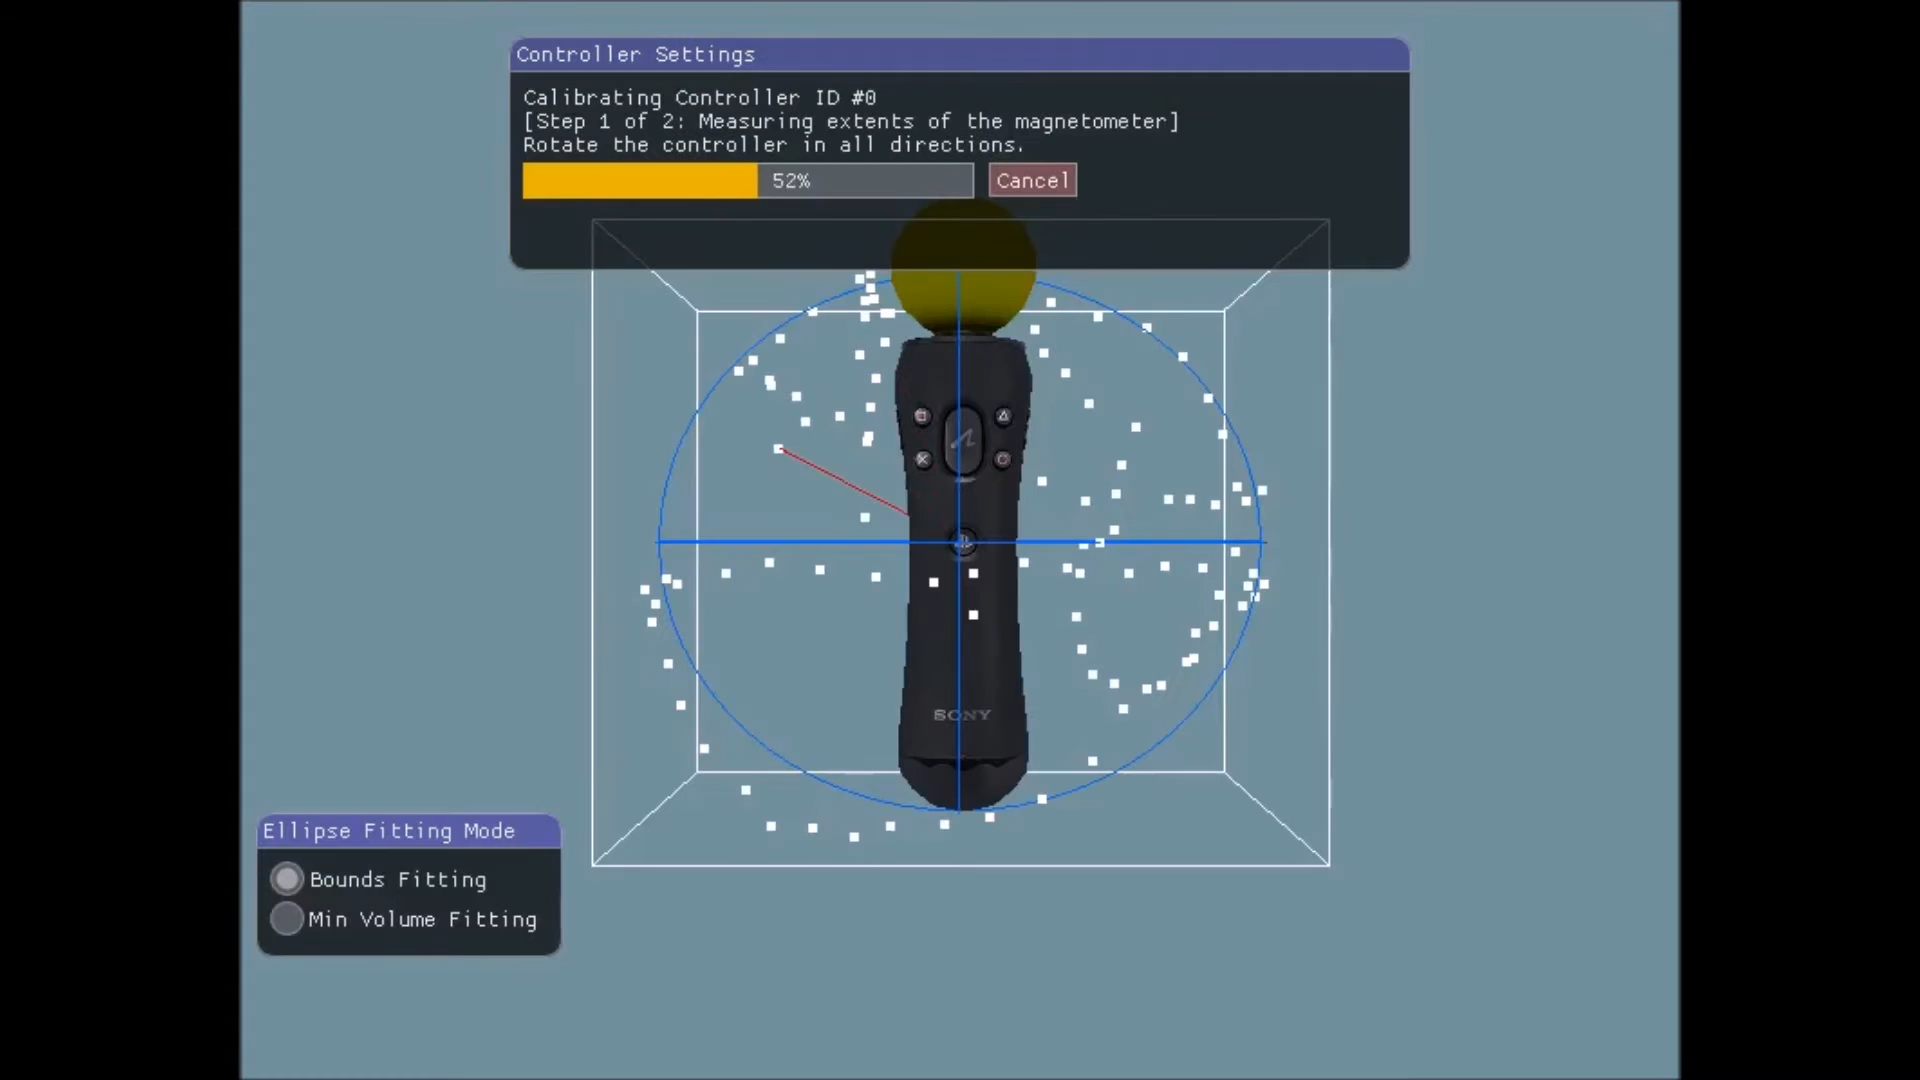 Controller Settings
Calibrating Controller ID #0
[Step 1 of 2: Measuring extents of the magnetometer]
Rotate the controller in all directions.
52%
Cancel
SONY
Ellipse Fitting Mode
Bounds Fitting
Min Volume Fitting